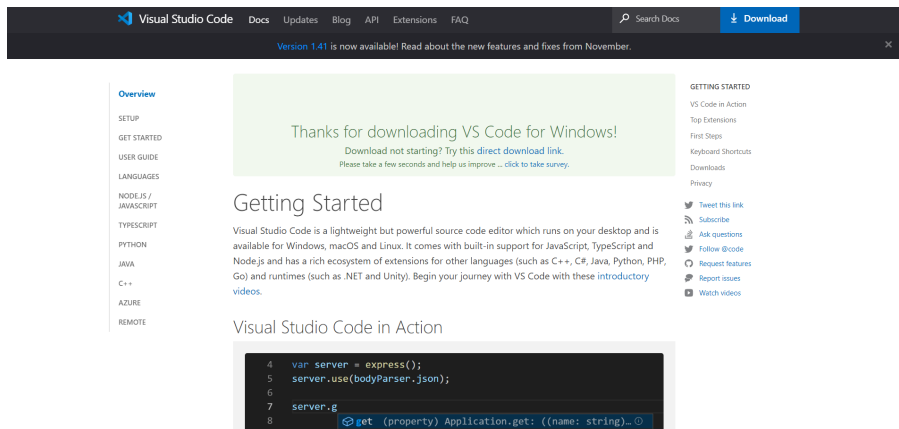 Visual Studio Code Docs Updates Blog API Extensions FAQ Search Docs Download
Version 1.41 is now available! Read about the new features and fixes from November.
Overview
SETUP
GET STARTED
USER GUIDE
LANGUAGES
NODE.JS /
JAVASCRIPT
TYPESCRIPT
PYTHON
JAVA
C++
AZURE
REMOTE
Thanks for downloading VS Code for Windows!
Download not starting? Try this direct download link.
Please take a few seconds and help us improve ... click to take survey.
Getting Started
Visual Studio Code is a lightweight but powerful source code editor which runs on your desktop and is
available for Windows, macOS and Linux. It comes with built-in support for JavaScript, TypeScript and
Node.js and has a rich ecosystem of extensions for other languages (such as C++, C#, Java, Python, PHP,
Go) and runtimes (such as .NET and Unity). Begin your journey with VS Code with these introductory
videos.
Visual Studio Code in Action
4 var server = express();
5 server.use(bodyParser.json);
6
7 server.g
8 get (property) Application.get: ((name: string)...
GETTING STARTED
VS Code in Action
Top Extensions
First Steps
Keyboard Shortcuts
Downloads
Privacy
Tweet this link
Subscribe
Ask questions
Follow @code
Request features
Report issues
Watch videos